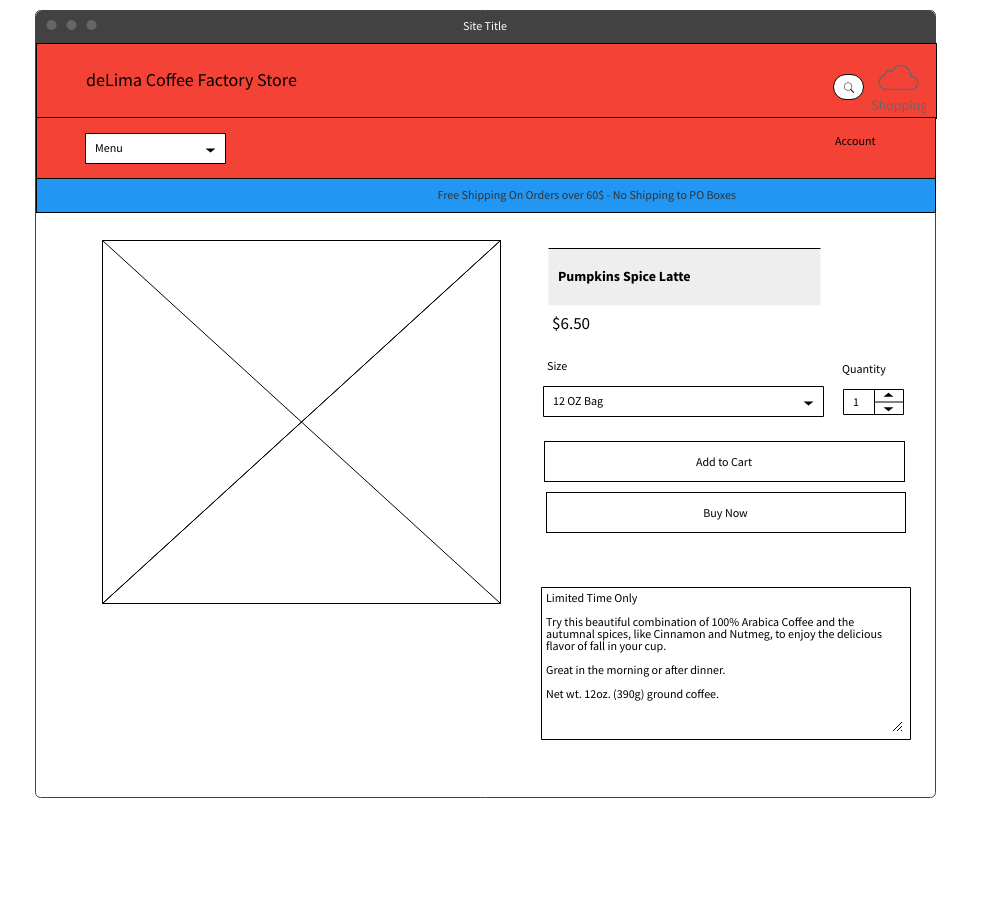 Site Title
deLima Coffee Factory Store
Shopping
Menu
Account
Free Shipping On Orders over 60$ - No Shipping to PO Boxes
Pumpkins Spice Latte
$6.50
Size
Quantity
12 OZ Bag
1
Add to Cart
Buy Now
Limited Time Only
Try this beautiful combination of 100% Arabica Coffee and the
autumnal spices, like Cinnamon and Nutmeg, to enjoy the delicious
flavor of fall in your cup.
Great in the morning or after dinner.
Net wt. 12oz. (390g) ground coffee.